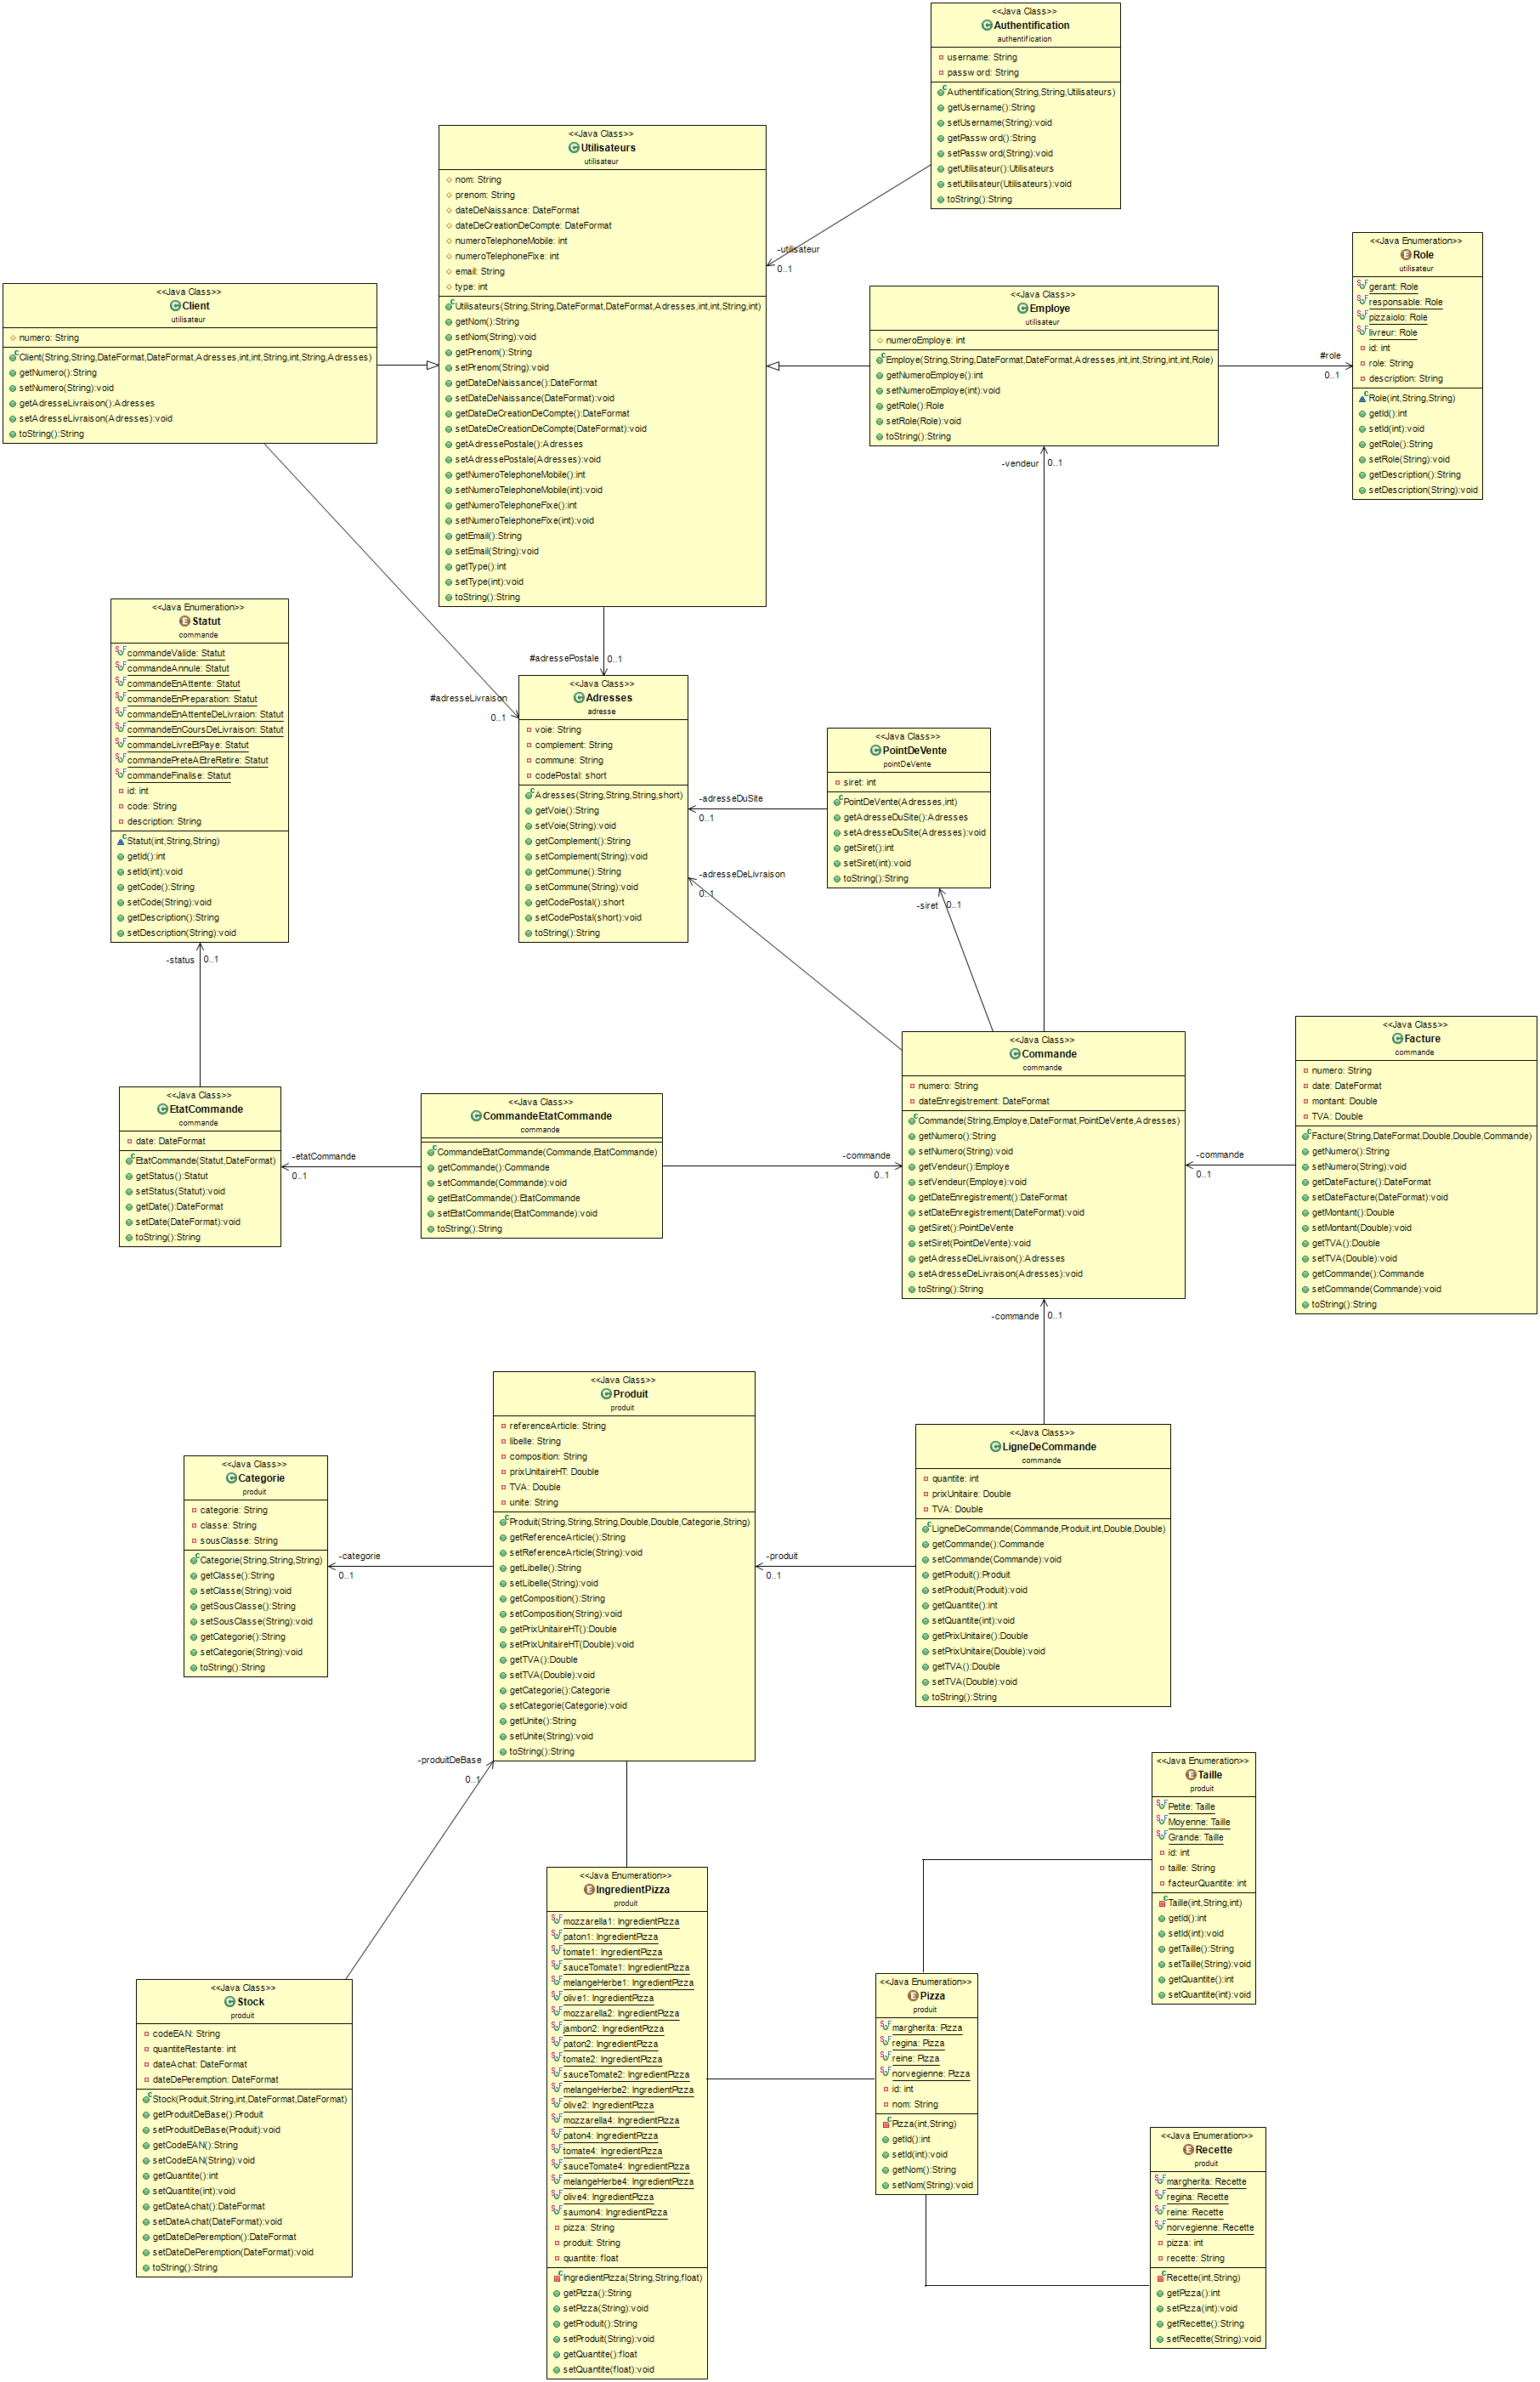 <<Java Class>>
Authentification
authentification
username: String
passw ord: String
Authentification(String,String,Utilisateurs)
getUsername():String
setUsername(String):void
getPassw ord():String
setPassw ord(String):void
getUtilisateur():Utilisateurs
setUtilisateur(Utilisateurs):void
toString():String
<<Java Class>>
Utilisateurs
utilisateur
nom: String
prenom: String
dateDeNaissance: DateFormat
dateDeCreationDeCompte: DateFormat
numeroTelephoneMobile: int
numeroTelephoneFixe: int
email: String
type: int
Utilisateurs(String,String,DateFormat,DateFormat,Adresses,int,int,String,int)
getNom():String
setNom(String):void
getPrenom():String
setPrenom(String):void
getDateDeNaissance():DateFormat
setDateDeNaissance(DateFormat):void
getDateDeCreationDeCompte():DateFormat
setDateDeCreationDeCompte(DateFormat):void
getAdressePostale():Adresses
setAdressePostale(Adresses):void
getNumeroTelephoneMobile():int
setNumeroTelephoneMobile(int):void
getNumeroTelephoneFixe():int
setNumeroTelephoneFixe(int):void
getEmail():String
setEmail(String):void
getType():int
setType(int):void
toString():String
-utilisateur
0..1
<<Java Enumeration>>
Role
utilisateur
gerant: Role
responsable: Role
pizzaiolo: Role
livreur: Role
id: int
role: String
description: String
Role(int,String,String)
getId():int
setId(int):void
getRole():String
setRole(String):void
getDescription():String
setDescription(String):void
<<Java Class>>
Client
utilisateur
numero: String
Client(String,String,DateFormat,DateFormat,Adresses,int,int,String,int,String,Adresses)
getNumero():String
setNumero(String):void
getAdresseLivraison():Adresses
setAdresseLivraison(Adresses):void
toString():String
<<Java Class>>
Employe
utilisateur
numeroEmploye: int
Employe(String,String,DateFormat,DateFormat,Adresses,int,int,String,int,int,Role)
getNumeroEmploye():int
setNumeroEmploye(int):void
getRole():Role
setRole(Role):void
toString():String
#role
0..1
-vendeur
0..1
<<Java Enumeration>>
Statut
commande
commandeValide: Statut
commandeAnnule: Statut
commandeEnAttente: Statut
commandeEnPreparation: Statut
commandeEnAttenteDeLivraion: Statut
commandeEnCoursDeLivraison: Statut
commandeLivreEtPaye: Statut
commandePreteAEtreRetire: Statut
commandeFinalise: Statut
id: int
code: String
description: String
Statut(int,String,String)
getId():int
setId(int):void
getCode():String
setCode(String):void
getDescription():String
setDescription(String):void
#adressePostale
0..1
#adresseLivraison
0..1
<<Java Class>>
Adresses
adresse
voie: String
complement: String
commune: String
codePostal: short
Adresses(String,String,String,short)
getVoie():String
setVoie(String):void
getComplement():String
setComplement(String):void
getCommune():String
setCommune(String):void
getCodePostal():short
setCodePostal(short):void
toString():String
<<Java Class>>
PointDeVente
pointDeVente
siret: int
PointDeVente(Adresses,int)
getAdresseDuSite():Adresses
setAdresseDuSite(Adresses):void
getSiret():int
setSiret(int):void
toString():String
-adresseDuSite
0..1
-adresseDeLivraison
0..1
-siret
0..1
-status
0..1
<<Java Class>>
EtatCommande
commande
date: DateFormat
EtatCommande(Statut,DateFormat)
getStatus():Statut
setStatus(Statut):void
getDate():DateFormat
setDate(DateFormat):void
toString():String
-etatCommande
0..1
<<Java Class>>
CommandeEtatCommande
commande
CommandeEtatCommande(Commande,EtatCommande)
getCommande():Commande
setCommande(Commande):void
getEtatCommande():EtatCommande
setEtatCommande(EtatCommande):void
toString():String
-commande
0..1
<<Java Class>>
Commande
commande
numero: String
dateEnregistrement: DateFormat
Commande(String,Employe,DateFormat,PointDeVente,Adresses)
getNumero():String
setNumero(String):void
getVendeur():Employe
setVendeur(Employe):void
getDateEnregistrement():DateFormat
setDateEnregistrement(DateFormat):void
getSiret():PointDeVente
setSiret(PointDeVente):void
getAdresseDeLivraison():Adresses
setAdresseDeLivraison(Adresses):void
toString():String
-commande
0..1
<<Java Class>>
Facture
commande
numero: String
date: DateFormat
montant: Double
TVA: Double
Facture(String,DateFormat,Double,Double,Commande)
getNumero():String
setNumero(String):void
getDateFacture():DateFormat
setDateFacture(DateFormat):void
getMontant():Double
setMontant(Double):void
getTVA():Double
setTVA(Double):void
getCommande():Commande
setCommande(Commande):void
toString():String
-commande
0..1
<<Java Class>>
Produit
produit
referenceArticle: String
libelle: String
composition: String
prixUnitaireHT: Double
TVA: Double
unite: String
Produit(String,String,String,Double,Double,Categorie,String)
getReferenceArticle():String
setReferenceArticle(String):void
getLibelle():String
setLibelle(String):void
getComposition():String
setComposition(String):void
getPrixUnitaireHT():Double
setPrixUnitaireHT(Double):void
getTVA():Double
setTVA(Double):void
getCategorie():Categorie
setCategorie(Categorie):void
getUnite():String
setUnite(String):void
toString():String
<<Java Class>>
LigneDeCommande
commande
quantite: int
prixUnitaire: Double
TVA: Double
LigneDeCommande(Commande,Produit,int,Double,Double)
getCommande():Commande
setCommande(Commande):void
getProduit():Produit
setProduit(Produit):void
getQuantite():int
setQuantite(int):void
getPrixUnitaire():Double
setPrixUnitaire(Double):void
getTVA():Double
setTVA(Double):void
toString():String
-produit
0..1
<<Java Class>>
Categorie
produit
categorie: String
classe: String
sousClasse: String
Categorie(String,String,String)
getClasse():String
setClasse(String):void
getSousClasse():String
setSousClasse(String):void
getCategorie():String
setCategorie(String):void
toString():String
-categorie
0..1
-produitDeBase
0..1
<<Java Enumeration>>
Taille
produit
Petite: Taille
Moyenne: Taille
Grande: Taille
id: int
taille: String
facteurQuantite: int
Taille(int,String,int)
getId():int
setId(int):void
getTaille():String
setTaille(String):void
getQuantite():int
setQuantite(int):void
<<Java Enumeration>>
IngredientPizza
produit
mozzarella1: IngredientPizza
paton1: IngredientPizza
tomate1: IngredientPizza
sauceTomate1: IngredientPizza
melangeHerbe1: IngredientPizza
olive1: IngredientPizza
mozzarella2: IngredientPizza
jambon2: IngredientPizza
paton2: IngredientPizza
tomate2: IngredientPizza
sauceTomate2: IngredientPizza
melangeHerbe2: IngredientPizza
olive2: IngredientPizza
mozzarella4: IngredientPizza
paton4: IngredientPizza
tomate4: IngredientPizza
sauceTomate4: IngredientPizza
melangeHerbe4: IngredientPizza
olive4: IngredientPizza
saumon4: IngredientPizza
pizza: String
produit: String
quantite: float
IngredientPizza(String,String,float)
getPizza():String
setPizza(String):void
getProduit():String
setProduit(String):void
getQuantite():float
setQuantite(float):void
<<Java Enumeration>>
Pizza
produit
margherita: Pizza
regina: Pizza
reine: Pizza
norvegienne: Pizza
id: int
nom: String
Pizza(int,String)
getId():int
setId(int):void
getNom():String
setNom(String):void
<<Java Class>>
Stock
produit
codeEAN: String
quantiteRestante: int
dateAchat: DateFormat
dateDePeremption: DateFormat
Stock(Produit,String,int,DateFormat,DateFormat)
getProduitDeBase():Produit
setProduitDeBase(Produit):void
getCodeEAN():String
setCodeEAN(String):void
getQuantite():int
setQuantite(int):void
getDateAchat():DateFormat
setDateAchat(DateFormat):void
getDateDePeremption():DateFormat
setDateDePeremption(DateFormat):void
toString():String
<<Java Enumeration>>
Recette
produit
margherita: Recette
regina: Recette
reine: Recette
norvegienne: Recette
pizza: int
recette: String
Recette(int,String)
getPizza():int
setPizza(int):void
getRecette():String
setRecette(String):void